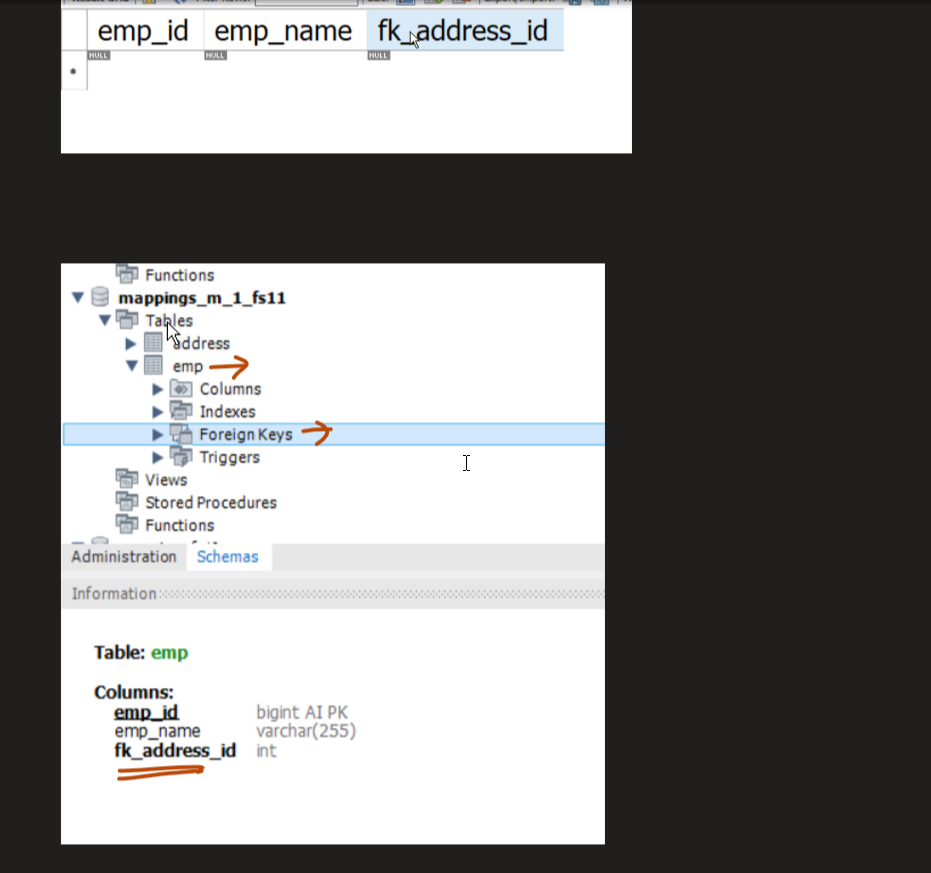 emp_id emp_name fk_address_id
NULL NULL NULL
Functions
mappings_m_1_fs11
Tables
address
emp
Columns
Indexes
Foreign Keys
Triggers
Views
Stored Procedures
Functions
Administration Schemas
Information
Table: emp
Columns:
emp_id bigint AI PK
emp_name varchar(255)
fk_address_id int